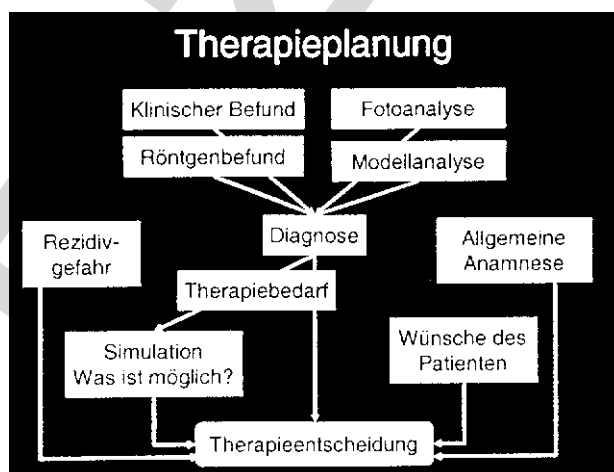 Therapieplanung
Klinischer Befund
Fotoanalyse
Röntgenbefund
Modellanalyse
Diagnose
Rezidiv-
gefahr
Allgemeine
Anamnese
Therapiebedarf
Simulation
Was ist möglich?
Wünsche des
Patienten
Therapieentscheidung